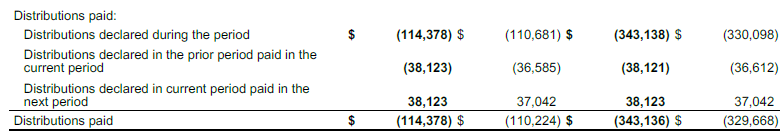 Distributions paid:
Distributions declared during the period $ (114,378) $ (110,681) $ (343,138) $ (330,098)
Distributions declared in the prior period paid in the
current period (38,123) (36,585) (38,121) (36,612)
Distributions declared in current period paid in the
next period 38,123 37,042 38,123 37,042
Distributions paid $ (114,378) $ (110,224) $ (343,136) $ (329,668)